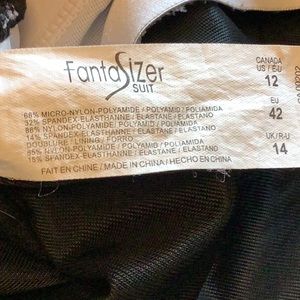 FantaSizer
SUIT
68% MICRO-NYLON-POLYAMIDE / POLYAMID / POLIAMIDA
32% SPANDEX-ELASTHANNE / ELASTANE / ELASTANO
86% NYLON-POLYAMIDE / POLYAMID / POLIAMIDA
14% SPANDEX-ELASTHANNE / ELASTANE / ELASTANO
DOUBLURE / LINING / FORRO
85% NYLON-POLYAMIDE / POLYAMID / POLIAMIDA
15% SPANDEX-ELASTHANNE / ELASTANE / ELASTANO
FAIT EN CHINE / MADE IN CHINA / HECHO EN CHINA
CANADA
US / E-U
12
EU
42
UK / R-U
14